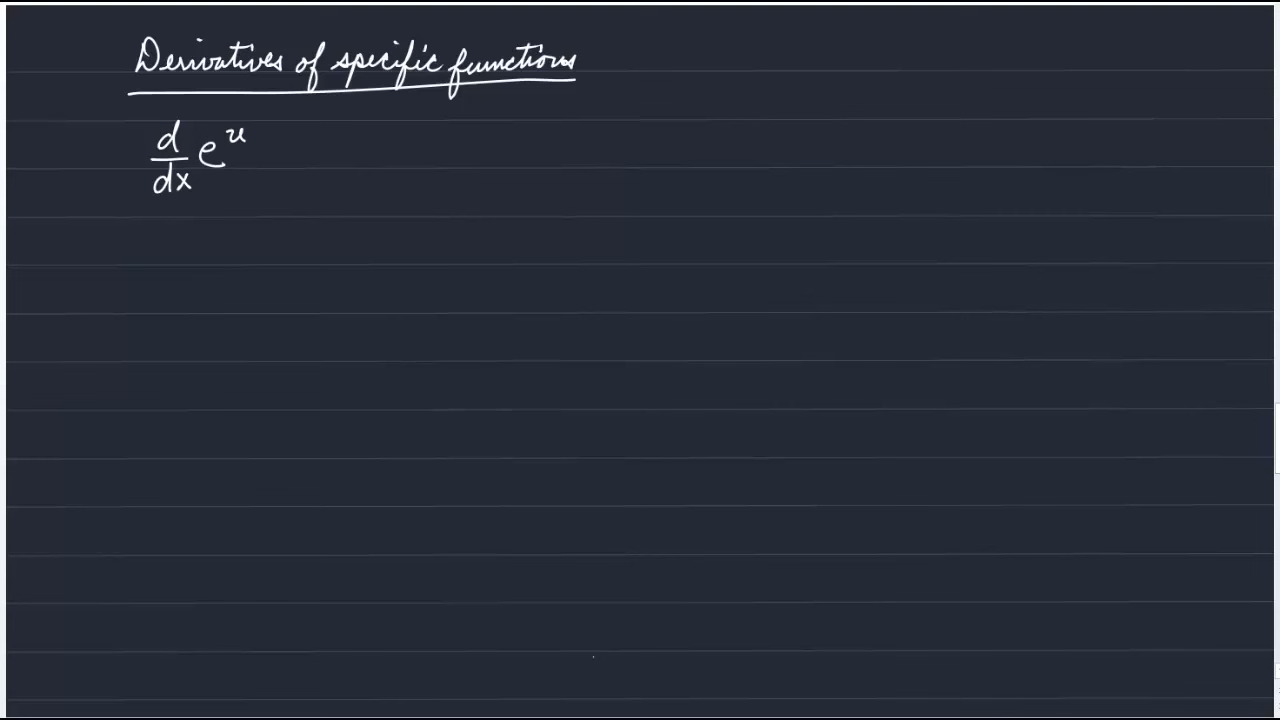 Derivatives of specific functions
d/dx e^u